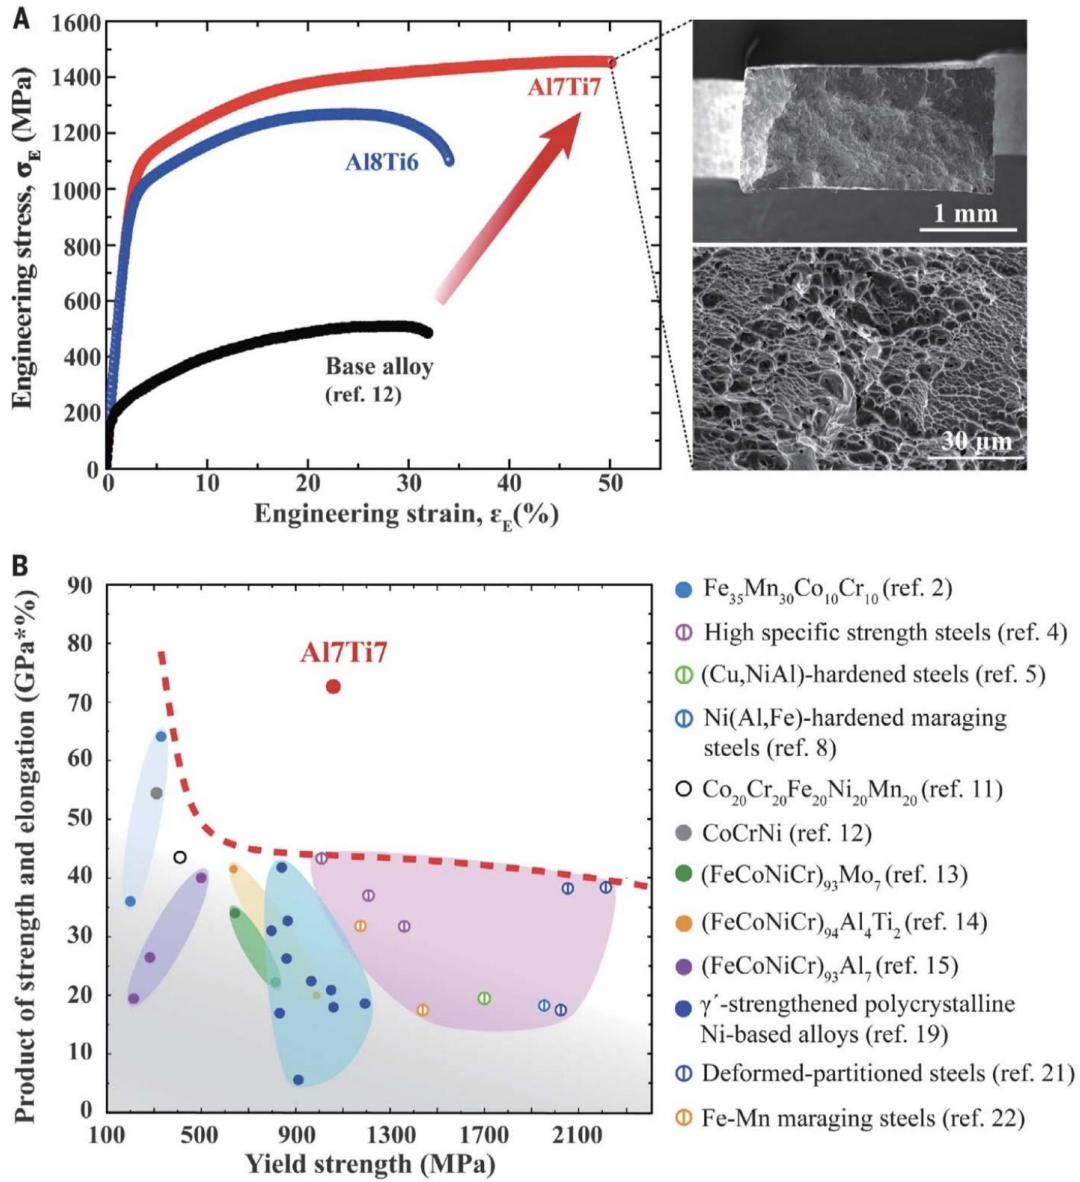 A
Engineering stress, σE (MPa)
1600
1400
1200
1000
800
600
400
200
0
0 10 20 30 40 50
Engineering strain, εE(%)
Al7Ti7
Al8Ti6
Base alloy
(ref. 12)
1 mm
30 µm
B
Product of strength and elongation (GPa*%)
90
80
70
60
50
40
30
20
10
0
100 500 900 1300 1700 2100
Yield strength (MPa)
Al7Ti7
Fe35Mn30Co10Cr10 (ref. 2)
High specific strength steels (ref. 4)
(Cu,NiAl)-hardened steels (ref. 5)
Ni(Al,Fe)-hardened maraging
steels (ref. 8)
Co20Cr20Fe20Ni20Mn20 (ref. 11)
CoCrNi (ref. 12)
(FeCoNiCr)93Mo7 (ref. 13)
(FeCoNiCr)94Al4Ti2 (ref. 14)
(FeCoNiCr)93Al7 (ref. 15)
γ´-strengthened polycrystalline
Ni-based alloys (ref. 19)
Deformed-partitioned steels (ref. 21)
Fe-Mn maraging steels (ref. 22)